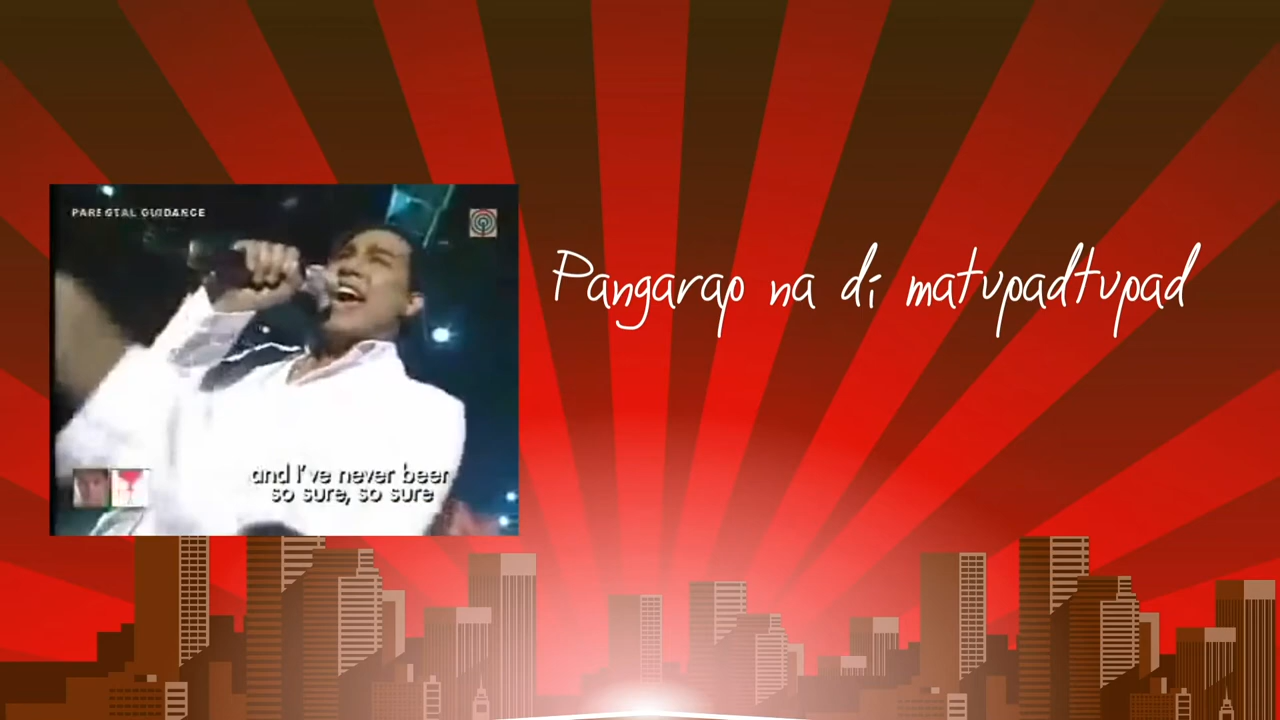 PARENTAL GUIDANCE
Pangarap na di matupadtupad
and I've never been
so sure, so sure